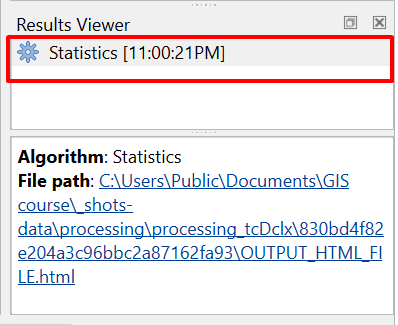 Results Viewer
Statistics [11:00:21PM]
Algorithm: Statistics
File path: C:\Users\Public\Documents\GIS
course\_shots-
data\processing\processing_tcDclx\830bd4f82
e204a3c96bbc2a87162fa93\OUTPUT_HTML_FI
LE.html